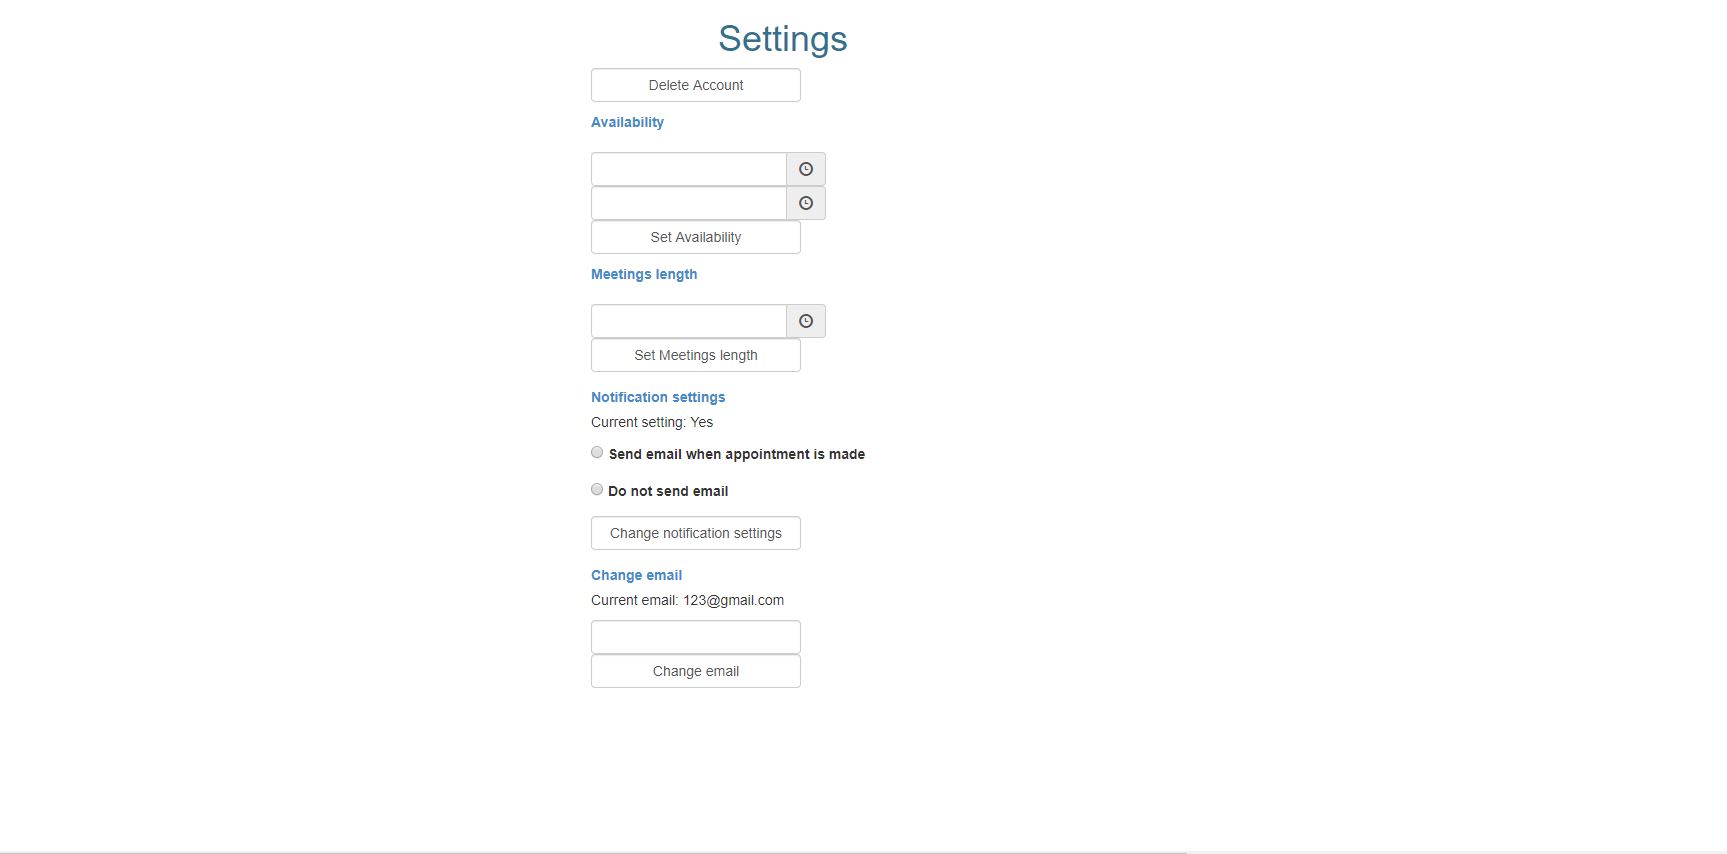 Settings
Delete Account
Availability
Set Availability
Meetings length
Set Meetings length
Notification settings
Current setting: Yes
Send email when appointment is made
Do not send email
Change notification settings
Change email
Current email: 123@gmail.com
Change email